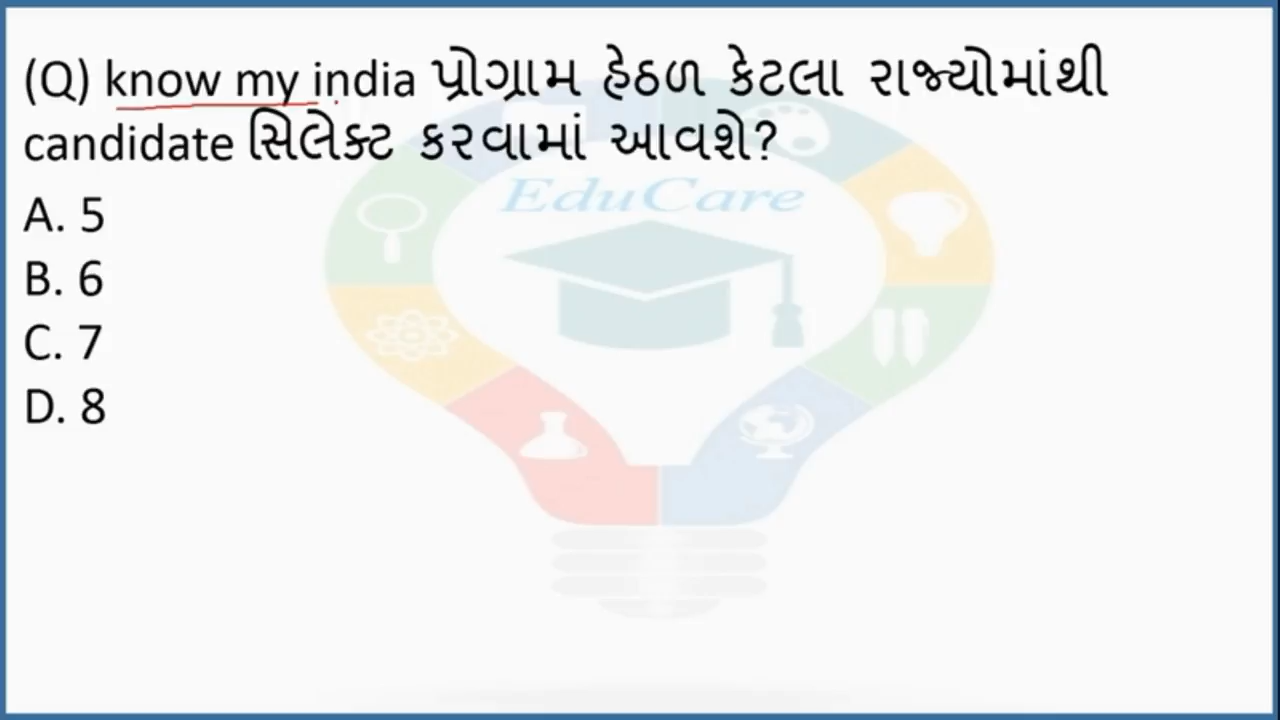 (Q) know my india પ્રોગ્રામ હેઠળ કેટલા રાજ્યોમાંથી
candidate સિલેક્ટ કરવામાં આવશે?
EduCare
A. 5
B. 6
C. 7
D. 8